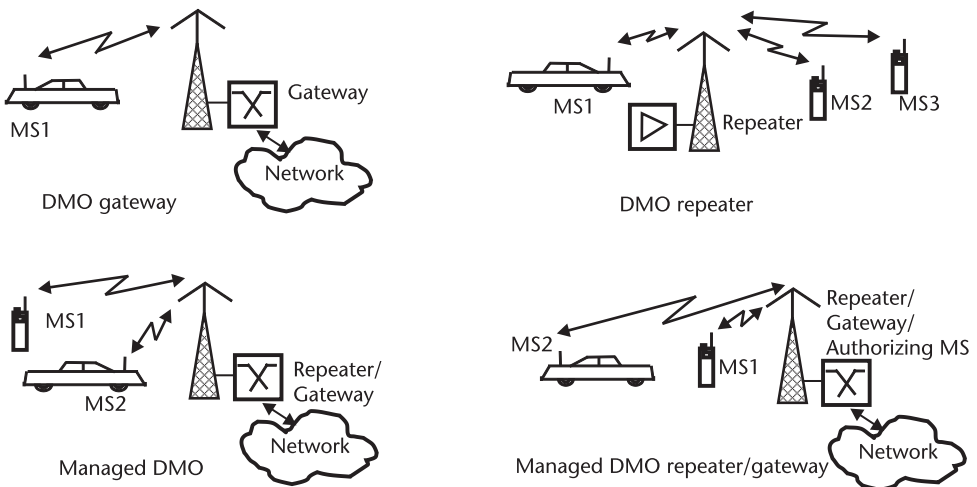 MS1
Gateway
Network
DMO gateway
MS1
Repeater
MS2
MS3
DMO repeater
MS1
MS2
Repeater/
Gateway
Network
Managed DMO
MS2
MS1
Repeater/
Gateway/
Authorizing MS
Network
Managed DMO repeater/gateway